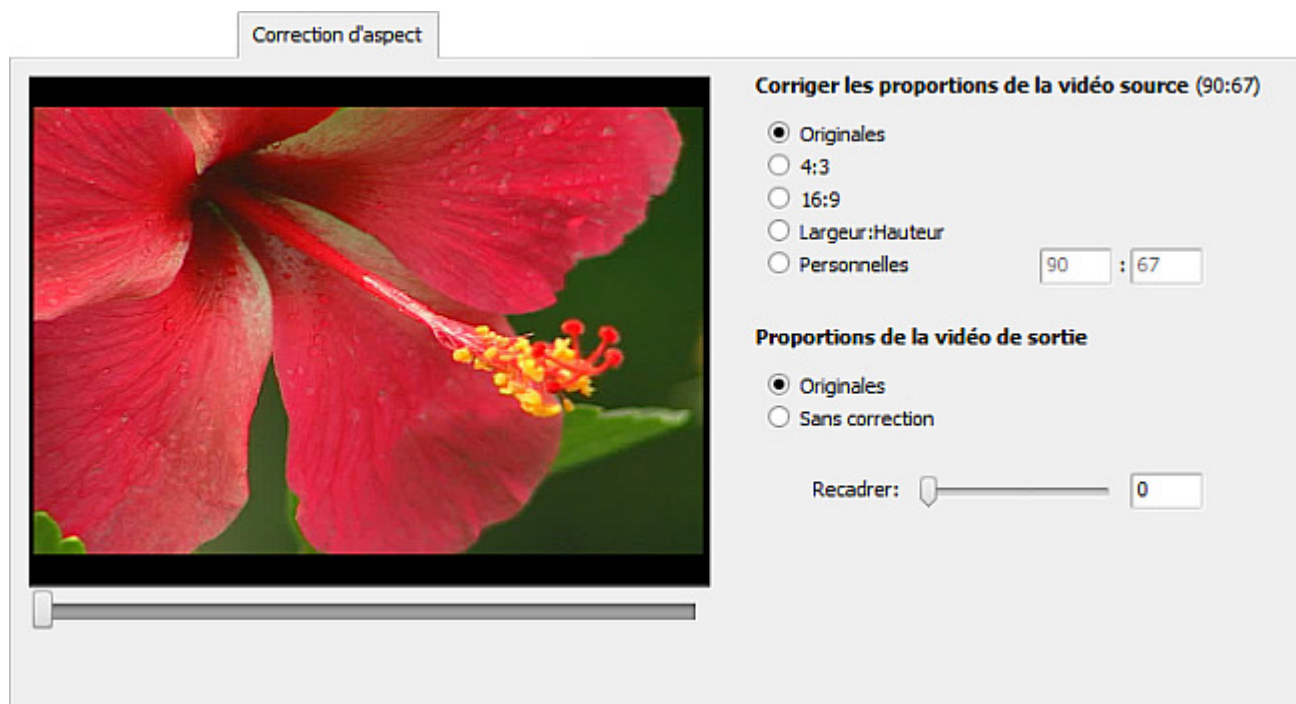 Correction d'aspect
Corriger les proportions de la vidéo source (90:67)
Originales
4:3
16:9
Largeur:Hauteur
Personnelles 90 : 67
Proportions de la vidéo de sortie
Originales
Sans correction
Recadrer: 0